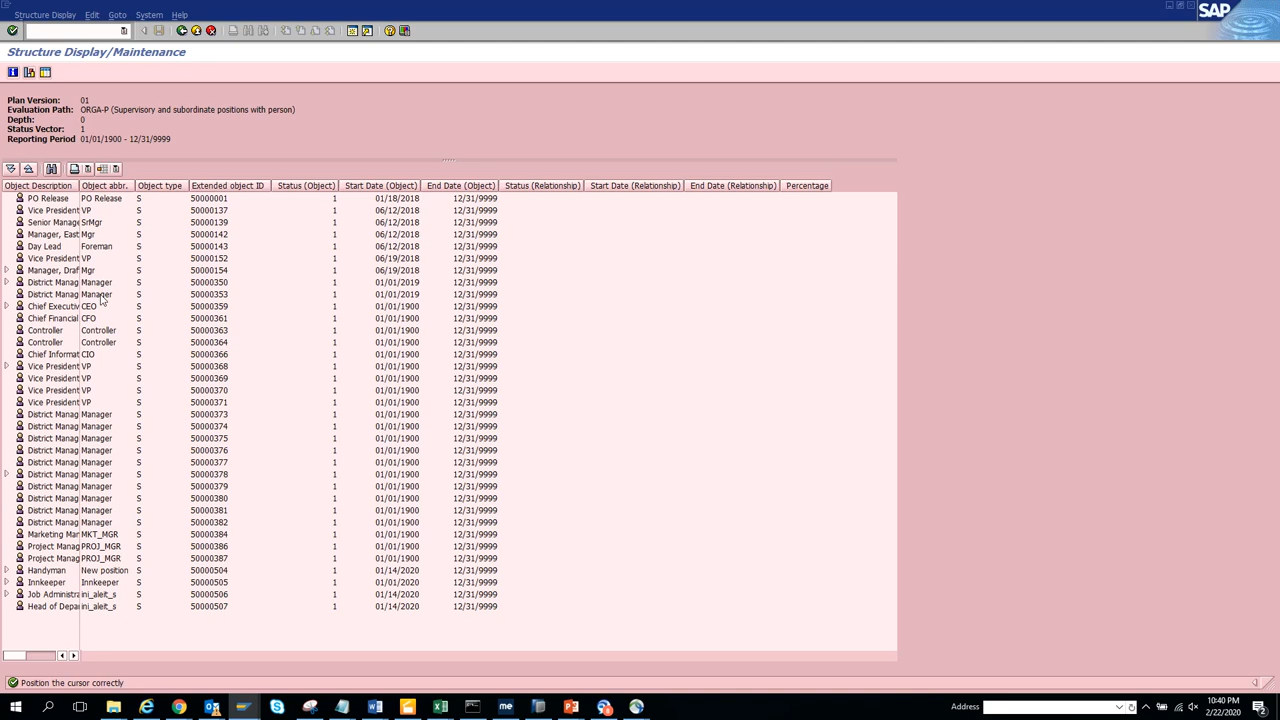 Structure Display Edit Goto System Help
SAP
Structure Display/Maintenance
Plan Version: 01
Evaluation Path: ORGA-P (Supervisory and subordinate positions with person)
Depth: 0
Status Vector: 1
Reporting Period 01/01/1900 - 12/31/9999
Object Description Object abbr. Object type Extended object ID Status (Object) Start Date (Object) End Date (Object) Status (Relationship) Start Date (Relationship) End Date (Relationship) Percentage
PO Release PO Release S 50000001 1 01/18/2018 12/31/9999
Vice President VP S 50000137 1 06/12/2018 12/31/9999
Senior Manage SrMgr S 50000139 1 06/12/2018 12/31/9999
Manager, East Mgr S 50000142 1 06/12/2018 12/31/9999
Day Lead Foreman S 50000143 1 06/12/2018 12/31/9999
Vice President VP S 50000152 1 06/19/2018 12/31/9999
Manager, Draf Mgr S 50000154 1 06/19/2018 12/31/9999
District Manag Manager S 50000350 1 01/01/2019 12/31/9999
District Manag Manager S 50000353 1 01/01/2019 12/31/9999
Chief Executiv CEO S 50000359 1 01/01/1900 12/31/9999
Chief Financial CFO S 50000361 1 01/01/1900 12/31/9999
Controller Controller S 50000363 1 01/01/1900 12/31/9999
Controller Controller S 50000364 1 01/01/1900 12/31/9999
Chief Informat CIO S 50000366 1 01/01/1900 12/31/9999
Vice President VP S 50000368 1 01/01/1900 12/31/9999
Vice President VP S 50000369 1 01/01/1900 12/31/9999
Vice President VP S 50000370 1 01/01/1900 12/31/9999
Vice President VP S 50000371 1 01/01/1900 12/31/9999
District Manag Manager S 50000373 1 01/01/1900 12/31/9999
District Manag Manager S 50000374 1 01/01/1900 12/31/9999
District Manag Manager S 50000375 1 01/01/1900 12/31/9999
District Manag Manager S 50000376 1 01/01/1900 12/31/9999
District Manag Manager S 50000377 1 01/01/1900 12/31/9999
District Manag Manager S 50000378 1 01/01/1900 12/31/9999
District Manag Manager S 50000379 1 01/01/1900 12/31/9999
District Manag Manager S 50000380 1 01/01/1900 12/31/9999
District Manag Manager S 50000381 1 01/01/1900 12/31/9999
District Manag Manager S 50000382 1 01/01/1900 12/31/9999
Marketing Mar MKT_MGR S 50000384 1 01/01/1900 12/31/9999
Project Manag PROJ_MGR S 50000386 1 01/01/1900 12/31/9999
Project Manag PROJ_MGR S 50000387 1 01/01/1900 12/31/9999
Handyman New position S 50000504 1 01/14/2020 12/31/9999
Innkeeper Innkeeper S 50000505 1 01/01/2020 12/31/9999
Job Administra ini_aleit_s S 50000506 1 01/14/2020 12/31/9999
Head of Depa ini_aleit_s S 50000507 1 01/14/2020 12/31/9999
Position the cursor correctly
me
Address
10:40 PM
2/22/2020